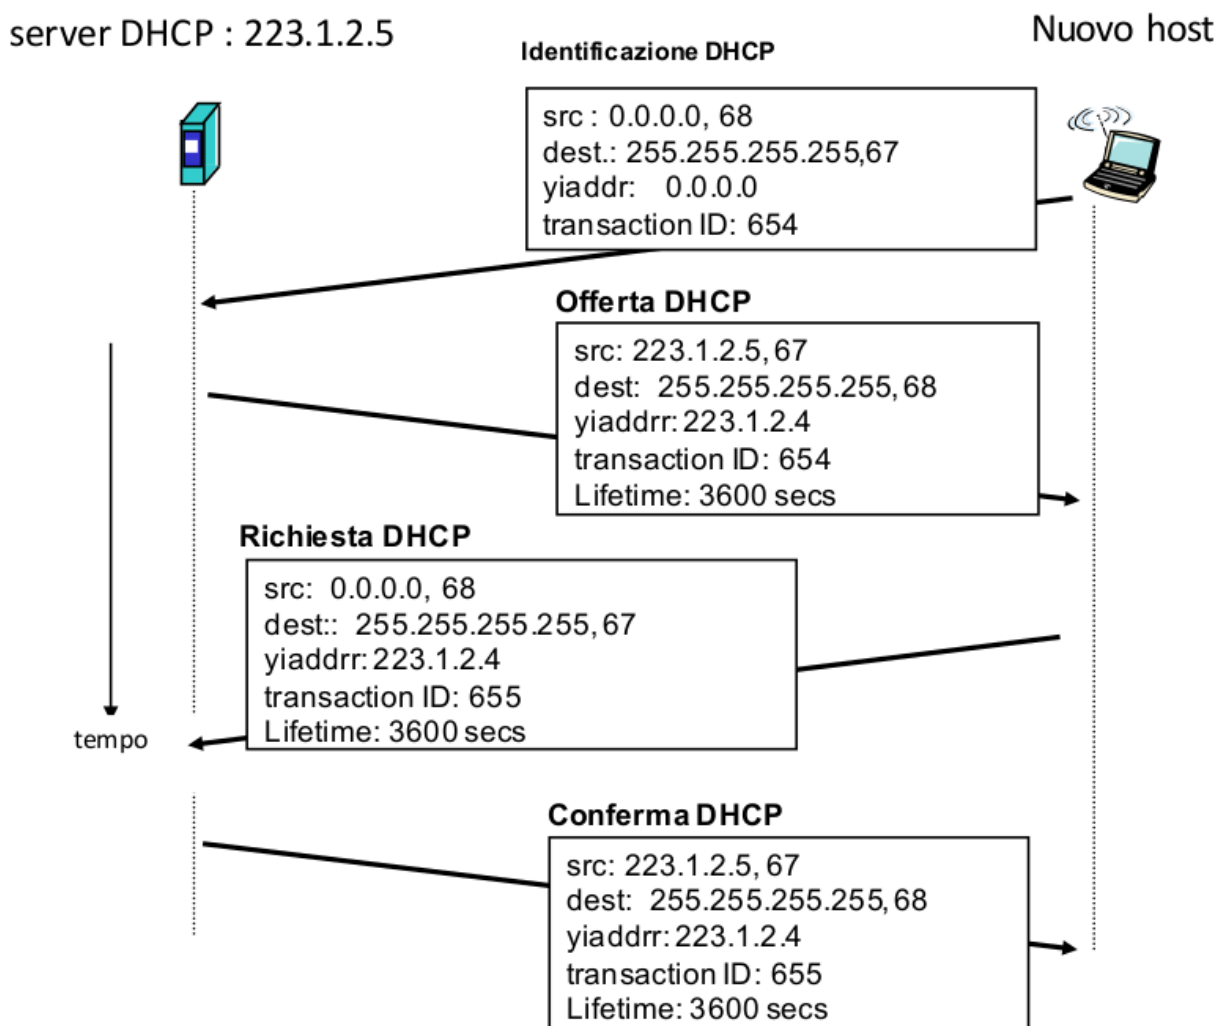 server DHCP : 223.1.2.5
Nuovo host
Identificazione DHCP
src : 0.0.0.0, 68
dest.: 255.255.255.255,67
yiaddr: 0.0.0.0
transaction ID: 654
Offerta DHCP
src: 223.1.2.5, 67
dest: 255.255.255.255, 68
yiaddrr: 223.1.2.4
transaction ID: 654
Lifetime: 3600 secs
Richiesta DHCP
src: 0.0.0.0, 68
dest:: 255.255.255.255, 67
yiaddrr: 223.1.2.4
transaction ID: 655
Lifetime: 3600 secs
tempo
Conferma DHCP
src: 223.1.2.5, 67
dest: 255.255.255.255, 68
yiaddrr: 223.1.2.4
transaction ID: 655
Lifetime: 3600 secs